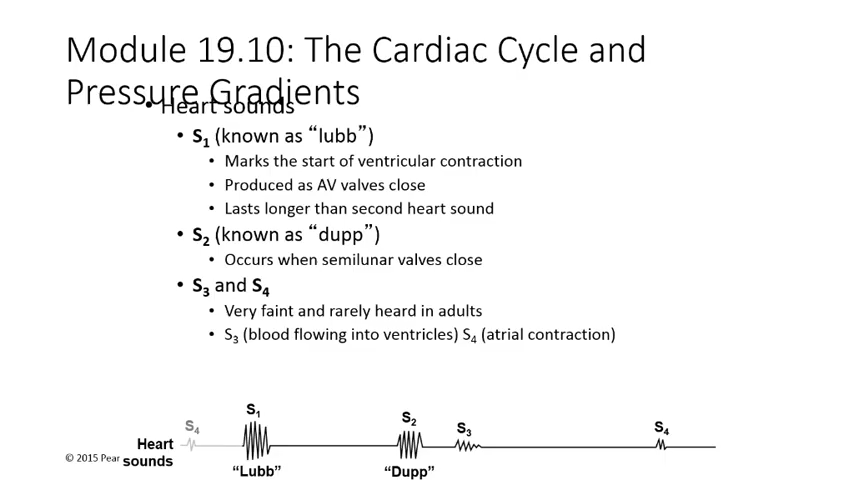 Module 19.10: The Cardiac Cycle and
Pressure Gradients
• Heart sounds
• S1 (known as “lubb”)
• Marks the start of ventricular contraction
• Produced as AV valves close
• Lasts longer than second heart sound
• S2 (known as “dupp”)
• Occurs when semilunar valves close
• S3 and S4
• Very faint and rarely heard in adults
• S3 (blood flowing into ventricles) S4 (atrial contraction)
S4 S1 S2 S3 S4
Heart
sounds
“Lubb” “Dupp”
© 2015 Pear